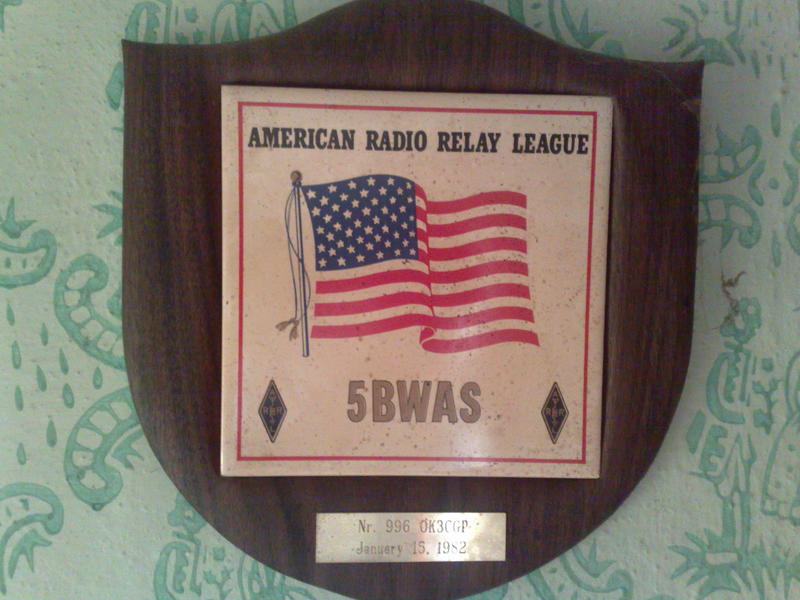 AMERICAN RADIO RELAY LEAGUE
5BWAS
Nr. 996 OK3CGP
January 15, 1982